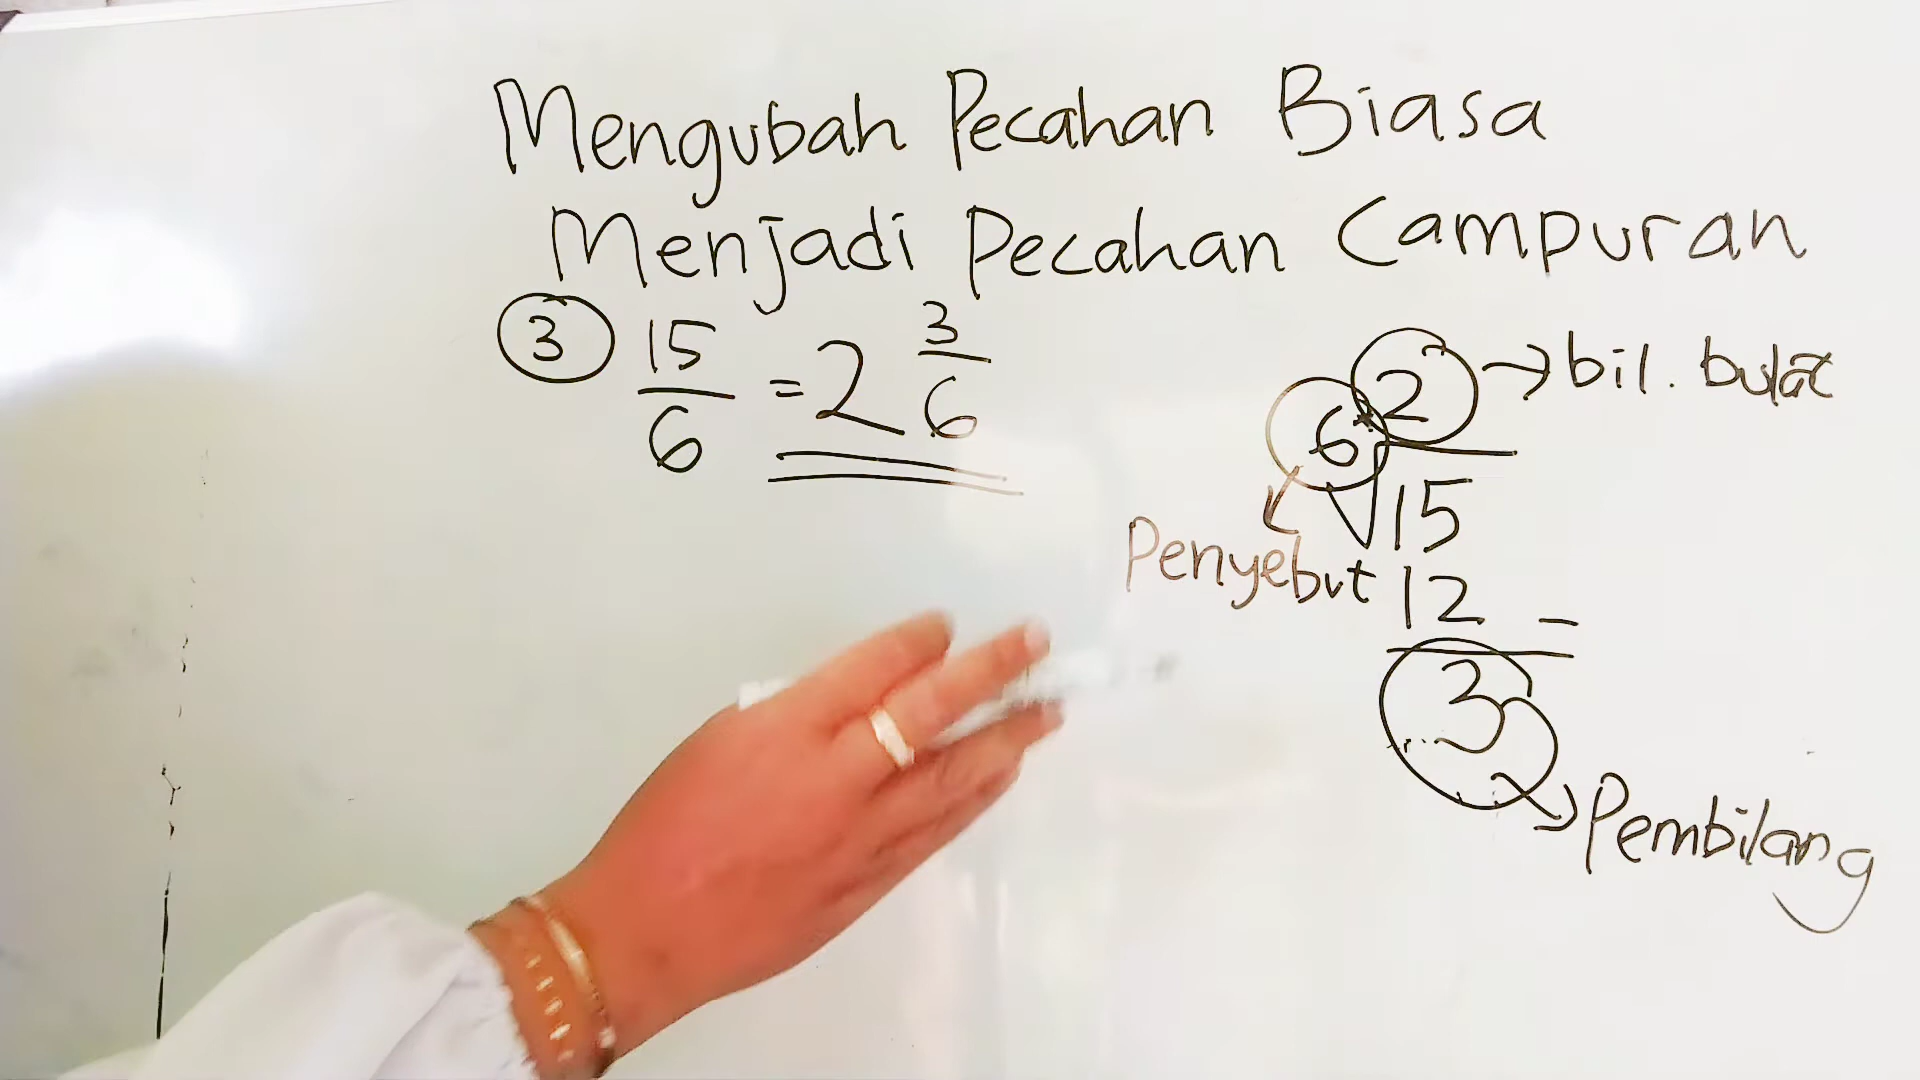 Mengubah Pecahan Biasa
Menjadi Pecahan Campuran
3 15/6 = 2 3/6
2 → bil. bulat
6 √15
Penyebut 12 -
3
Pembilang